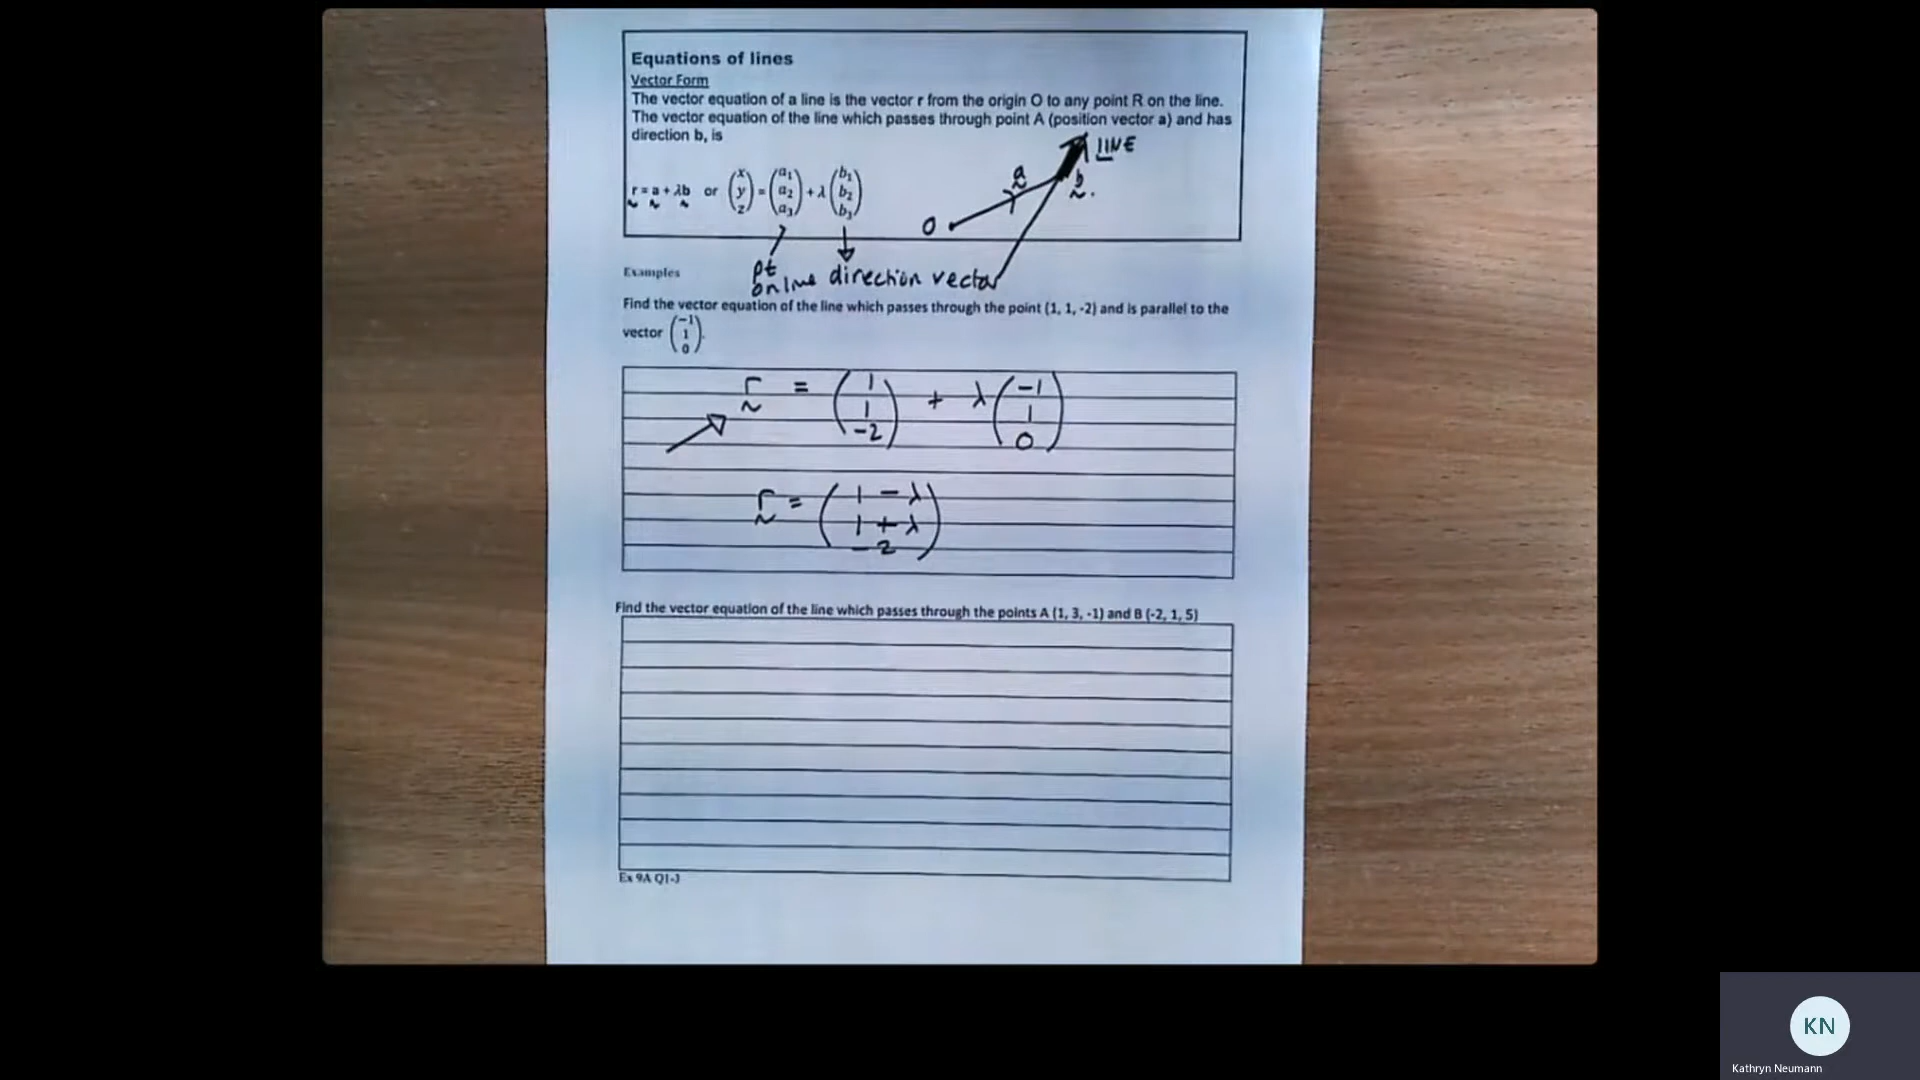 Equations of lines
Vector Form
The vector equation of a line is the vector r from the origin O to any point R on the line.
The vector equation of the line which passes through point A (position vector a) and has
direction b, is
LINE
a
b.
r = a + λb or (x y z) = (a₁ a₂ a₃) + λ (b₁ b₂ b₃)
O
Examples
pt on line direction vector
Find the vector equation of the line which passes through the point (1, 1, -2) and is parallel to the
vector (-1 1 0).
r = (1 1 -2) + λ (-1 1 0)
r = (1 - λ 1 + λ -2)
Find the vector equation of the line which passes through the points A (1, 3, -1) and B (-2, 1, 5)
Ex 9A Q1-3
KN
Kathryn Neumann